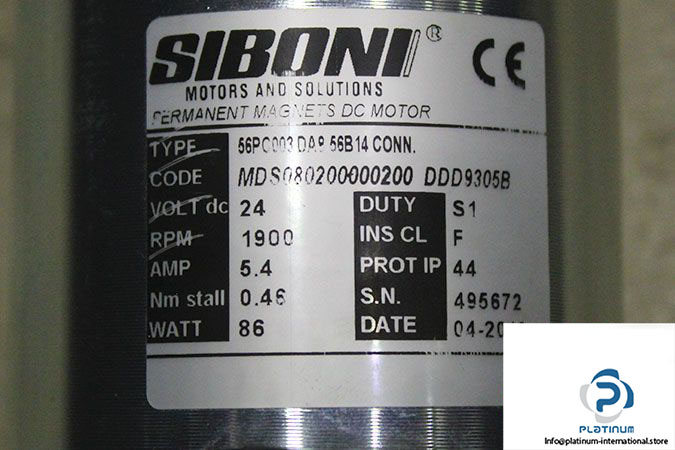 SIBONI ®
CE
MOTORS AND SOLUTIONS
PERMANENT MAGNETS DC MOTOR
TYPE 56PC003 DA9 56B14 CONN.
CODE MDS080200000200 DDD9305B
VOLT dc 24 DUTY S1
RPM 1900 INS CL F
AMP 5.4 PROT IP 44
Nm stall 0.46 S.N. 495672
WATT 86 DATE
PLATINUM
info@platinum-international.store